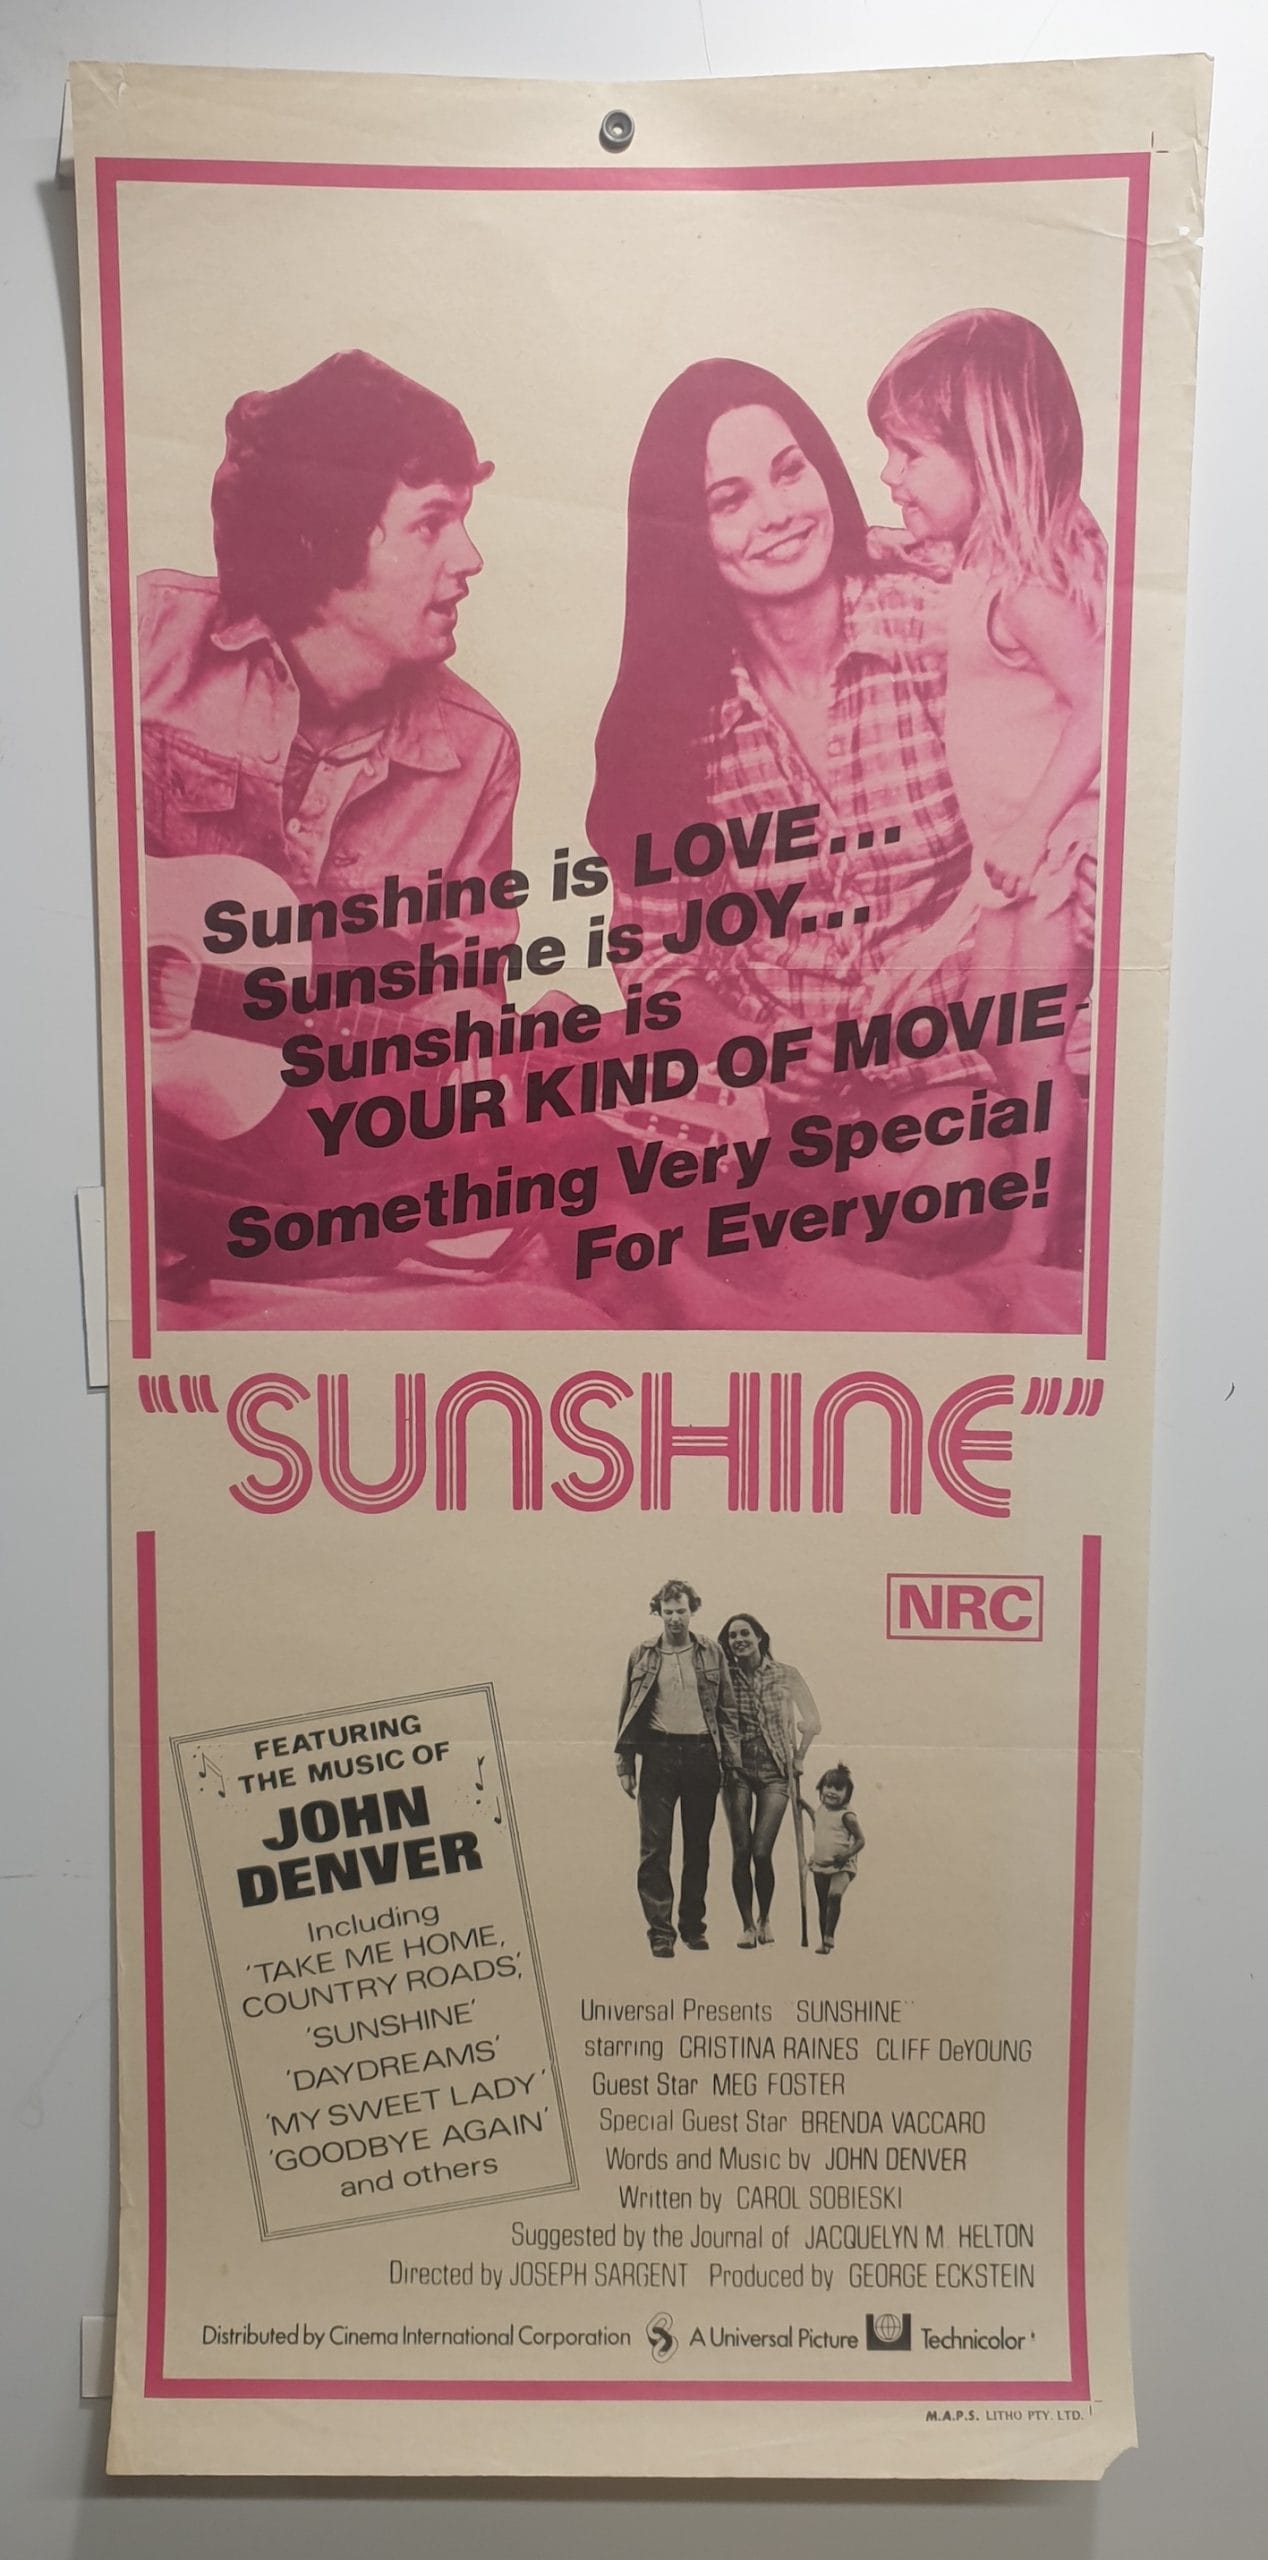 Sunshine is LOVE...
Sunshine is JOY...
Sunshine is
YOUR KIND OF MOVIE-
Something Very Special
For Everyone!
"SUNSHINE"
NRC
FEATURING
THE MUSIC OF
JOHN
DENVER
Including
'TAKE ME HOME,
COUNTRY ROADS',
'SUNSHINE'
'DAYDREAMS'
'MY SWEET LADY'
'GOODBYE AGAIN'
and others
Universal Presents "SUNSHINE"
starring CRISTINA RAINES CLIFF DeYOUNG
Guest Star MEG FOSTER
Special Guest Star BRENDA VACCARO
Words and Music by JOHN DENVER
Written by CAROL SOBIESKI
Suggested by the Journal of JACQUELYN M. HELTON
Directed by JOSEPH SARGENT Produced by GEORGE ECKSTEIN
Distributed by Cinema International Corporation A Universal Picture Technicolor
M.A.P.S. LITHO PTY. LTD.